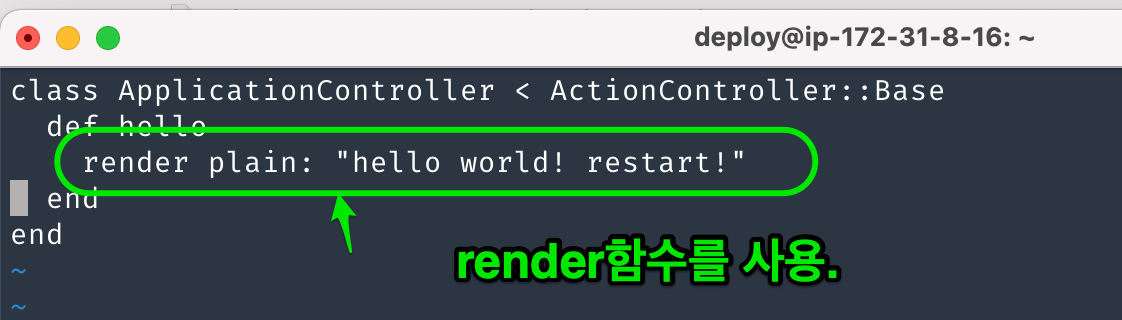 deploy@ip-172-31-8-16: ~
class ApplicationController < ActionController::Base
  def hello
    render plain: "hello world! restart!"
  end
end
~
render함수를 사용.
~